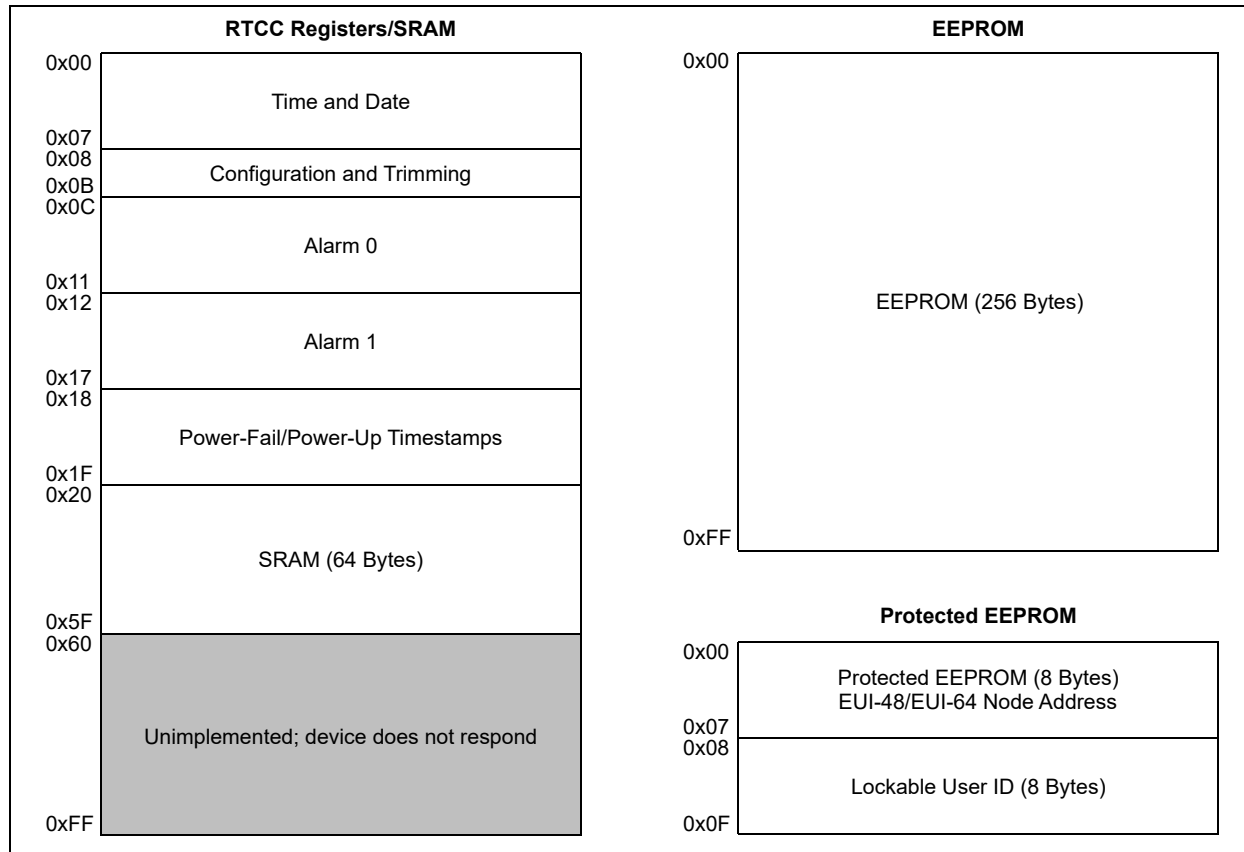 RTCC Registers/SRAM
0x00
Time and Date
0x07
0x08
Configuration and Trimming
0x0B
0x0C
Alarm 0
0x11
0x12
Alarm 1
0x17
0x18
Power-Fail/Power-Up Timestamps
0x1F
0x20
SRAM (64 Bytes)
0x5F
0x60
Unimplemented; device does not respond
0xFF
EEPROM
0x00
EEPROM (256 Bytes)
0xFF
Protected EEPROM
0x00
Protected EEPROM (8 Bytes)
EUI-48/EUI-64 Node Address
0x07
0x08
Lockable User ID (8 Bytes)
0x0F